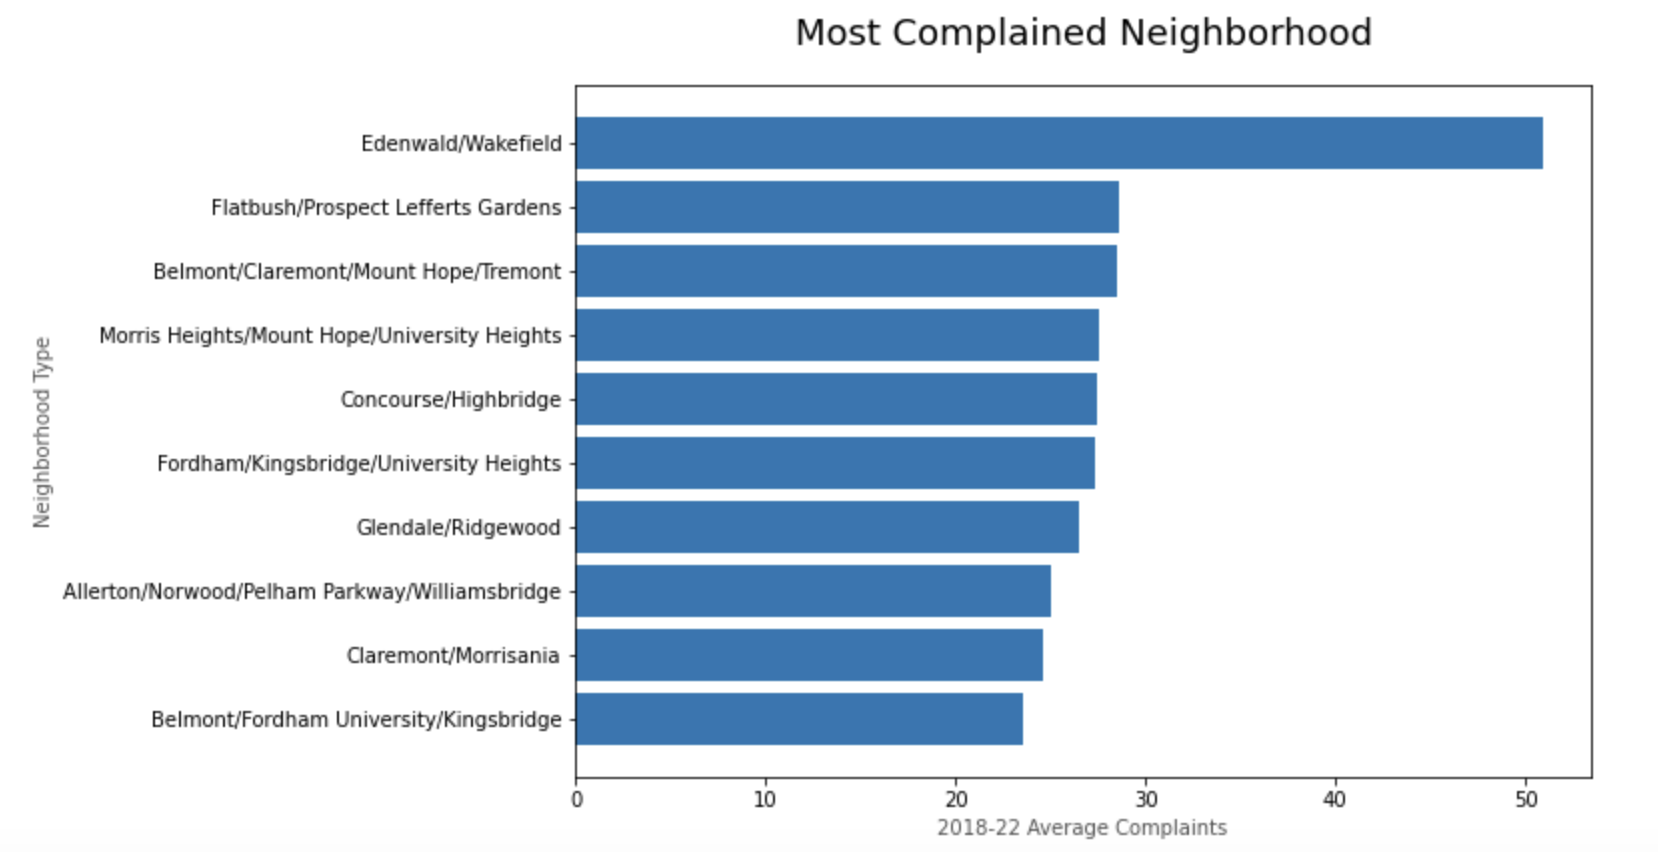 Most Complained Neighborhood
Edenwald/Wakefield
Flatbush/Prospect Lefferts Gardens
Belmont/Claremont/Mount Hope/Tremont
Morris Heights/Mount Hope/University Heights
Concourse/Highbridge
Fordham/Kingsbridge/University Heights
Glendale/Ridgewood
Allerton/Norwood/Pelham Parkway/Williamsbridge
Claremont/Morrisania
Belmont/Fordham University/Kingsbridge
Neighborhood Type
0 10 20 30 40 50
2018-22 Average Complaints